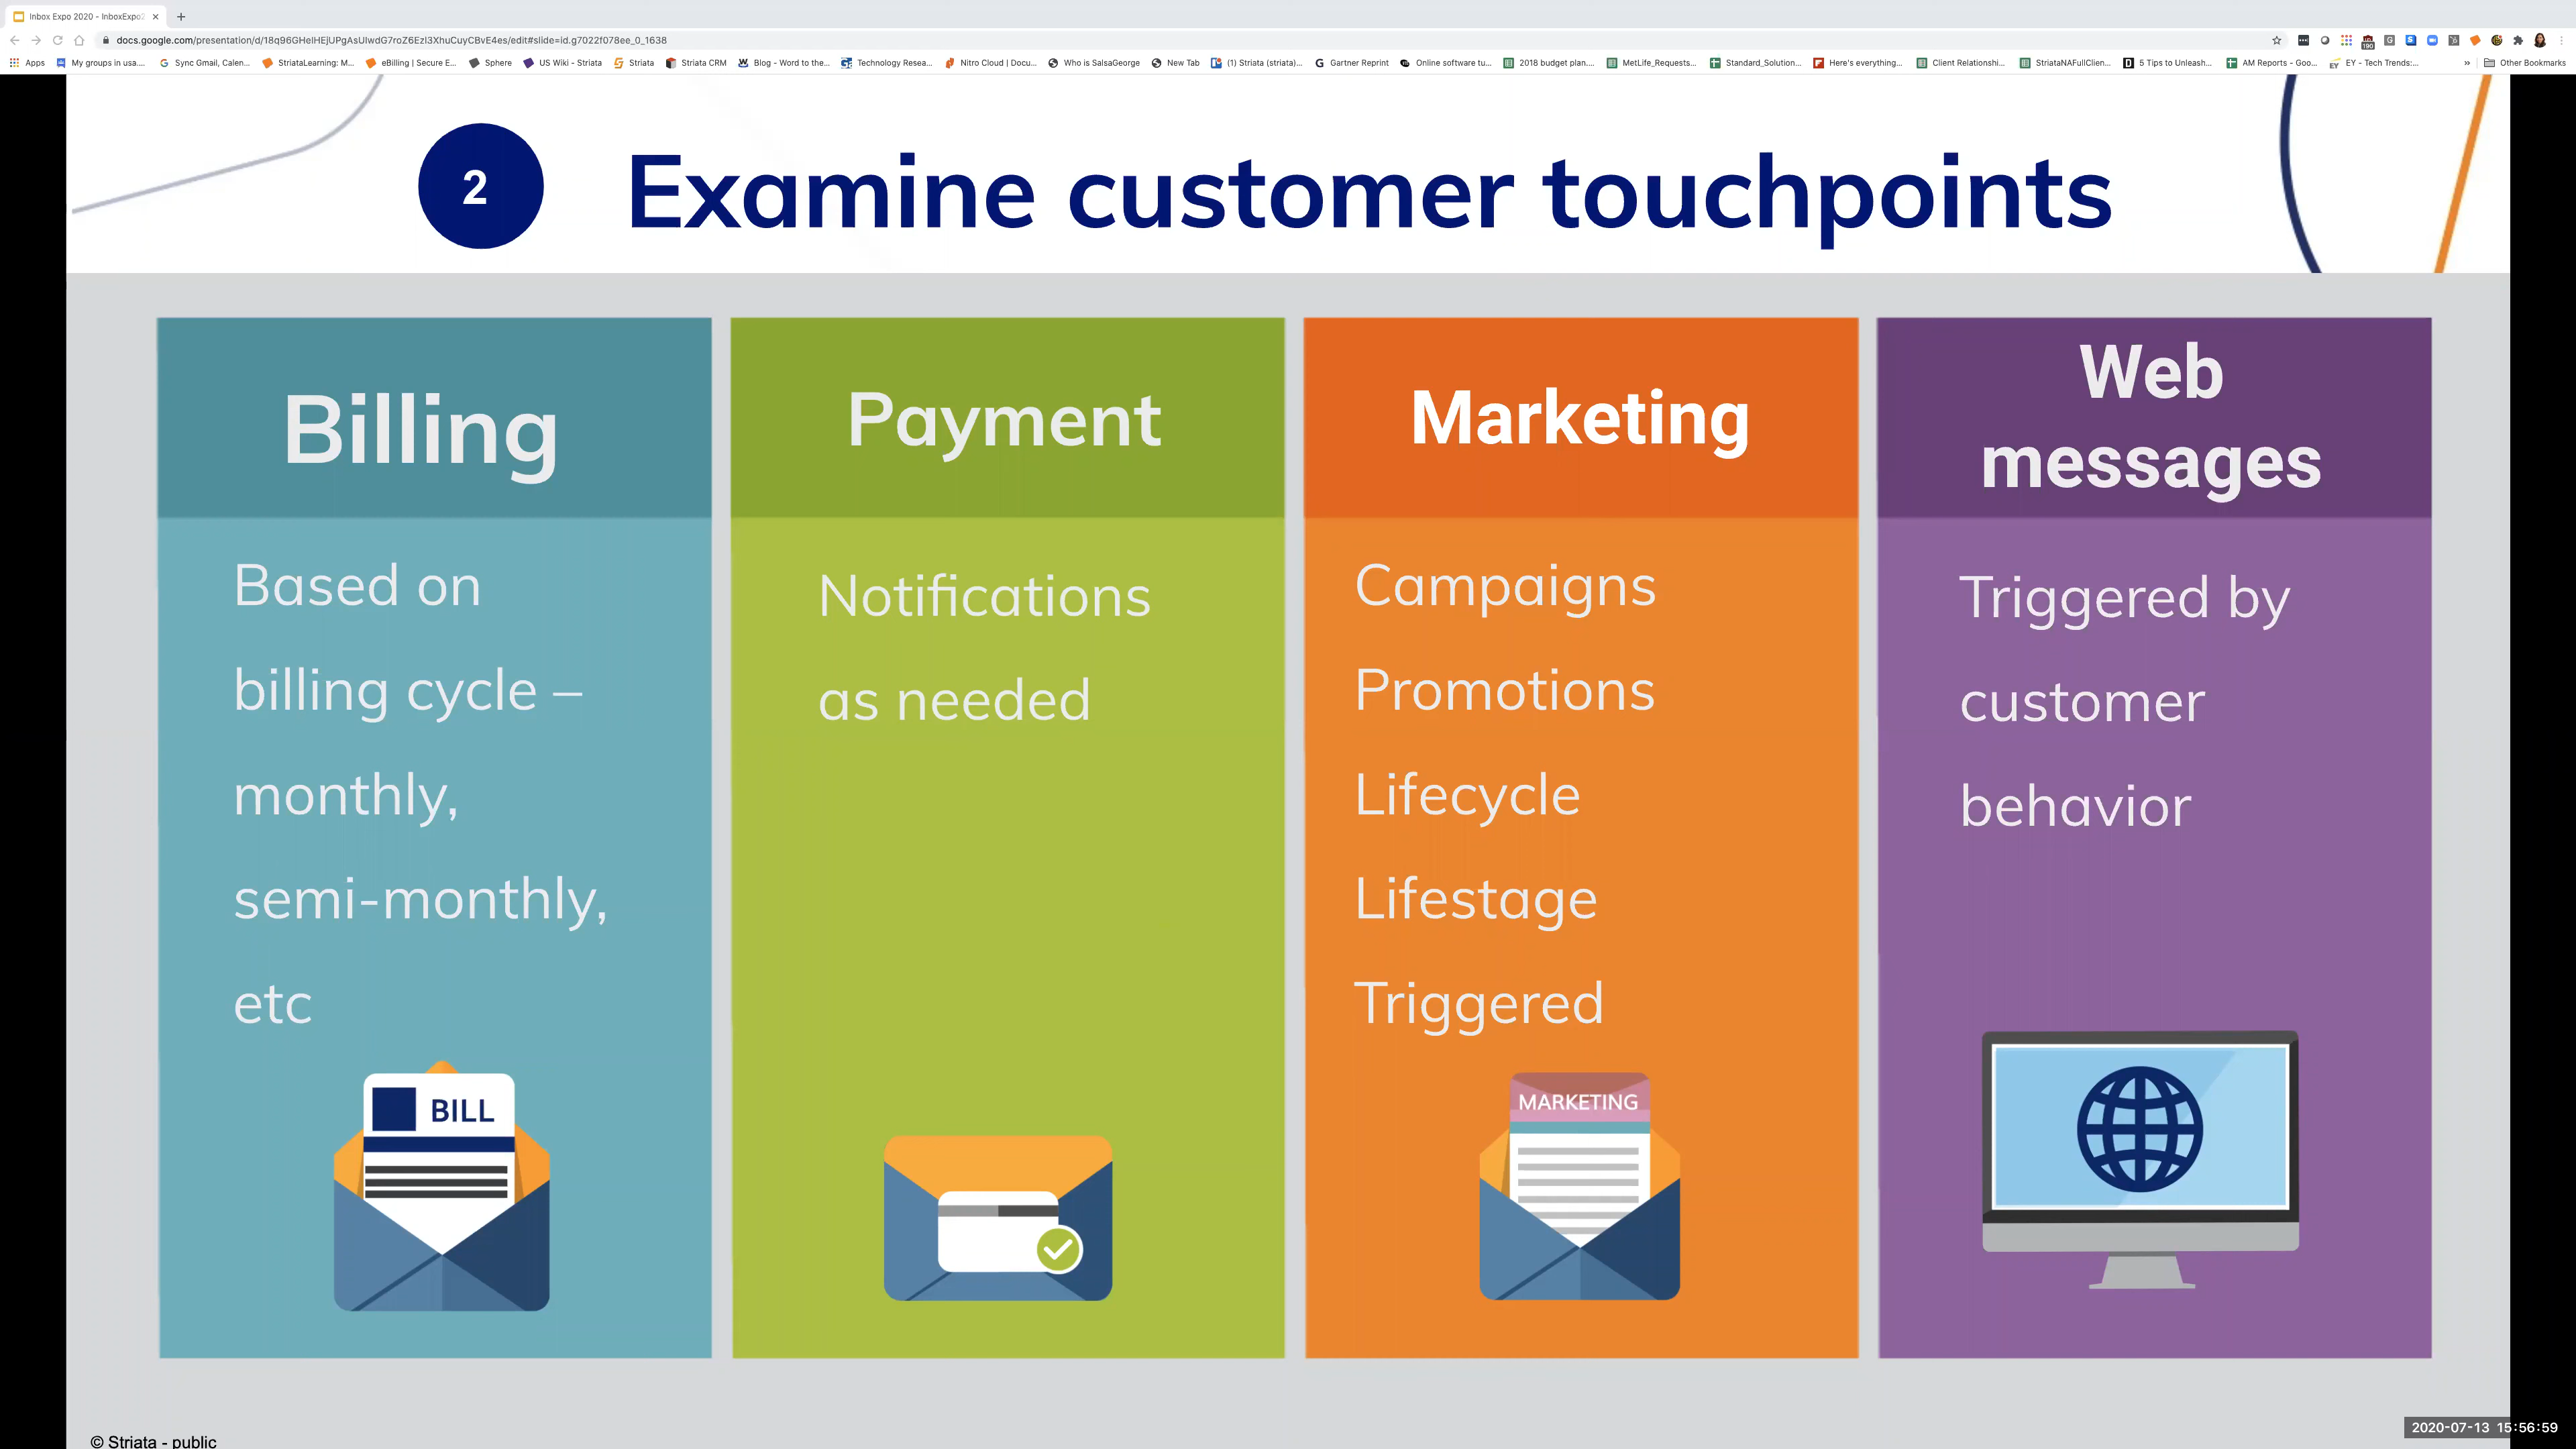 Inbox Expo 2020 - InboxExpo2
docs.google.com/presentation/d/18q96GHelHEjUPgAsUIwdG7roZ6EzI3XhuCuyCBvE4es/edit#slide=id.g7022f078ee_0_1638
190
Apps My groups in usa.... Sync Gmail, Calen... StriataLearning: M... eBilling | Secure E... Sphere US Wiki - Striata Striata Striata CRM Blog - Word to the... Technology Resea... Nitro Cloud | Docu... Who is SalsaGeorge New Tab (1) Striata (striata)... Gartner Reprint Online software tu... 2018 budget plan.... MetLife_Requests... Standard_Solution... Here's everything... Client Relationshi... StriataNAFullClien... 5 Tips to Unleash... AM Reports - Goo... EY - Tech Trends:... » Other Bookmarks
2 Examine customer touchpoints
Billing
Based on
billing cycle –
monthly,
semi-monthly,
etc
BILL
Payment
Notifications
as needed
Marketing
Campaigns
Promotions
Lifecycle
Lifestage
Triggered
MARKETING
Web
messages
Triggered by
customer
behavior
© Striata - public
2020-07-13 15:56:59